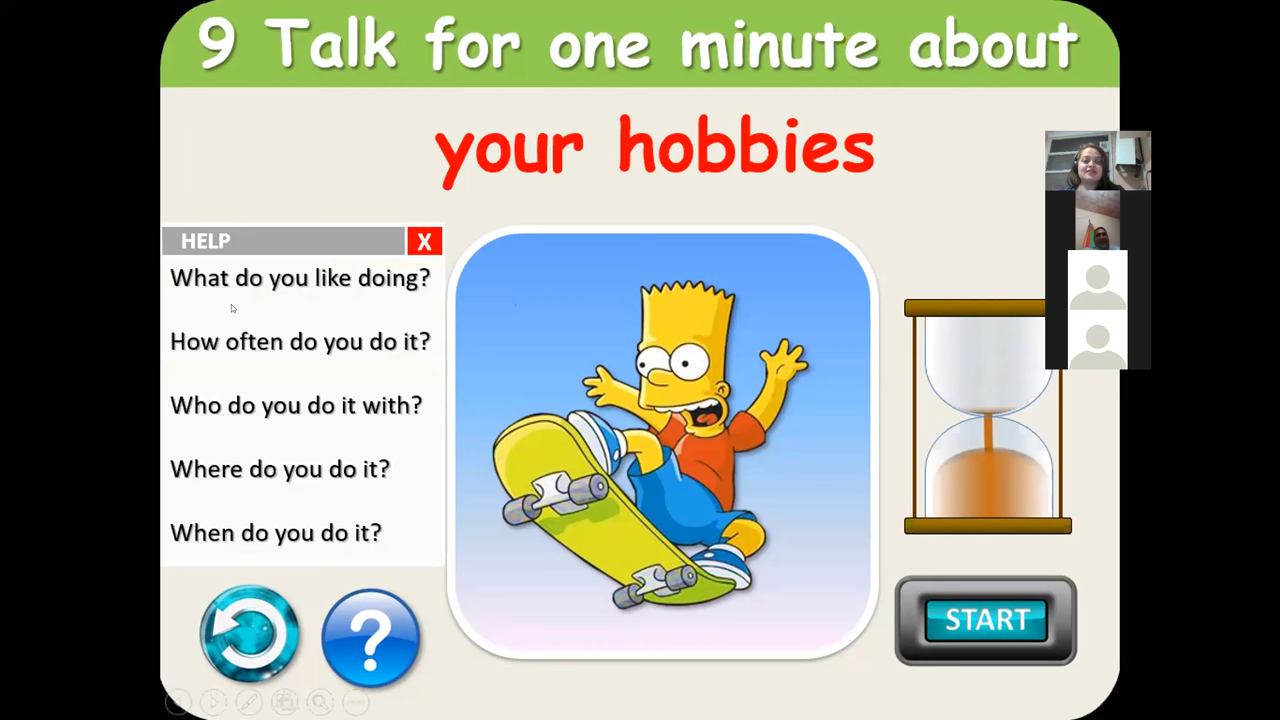 9 Talk for one minute about
your hobbies
HELP X
What do you like doing?
How often do you do it?
Who do you do it with?
Where do you do it?
When do you do it?
?
START